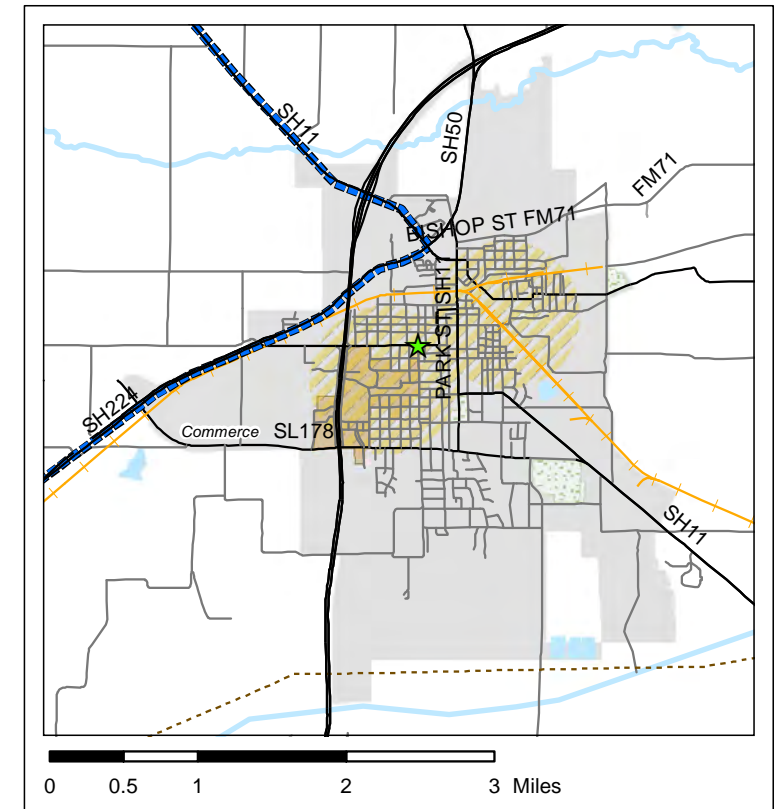 SH11
SH50
FM71
BISHOP ST FM71
PARK ST SH11
SH224
Commerce
SL178
SH11
0 0.5 1 2 3 Miles